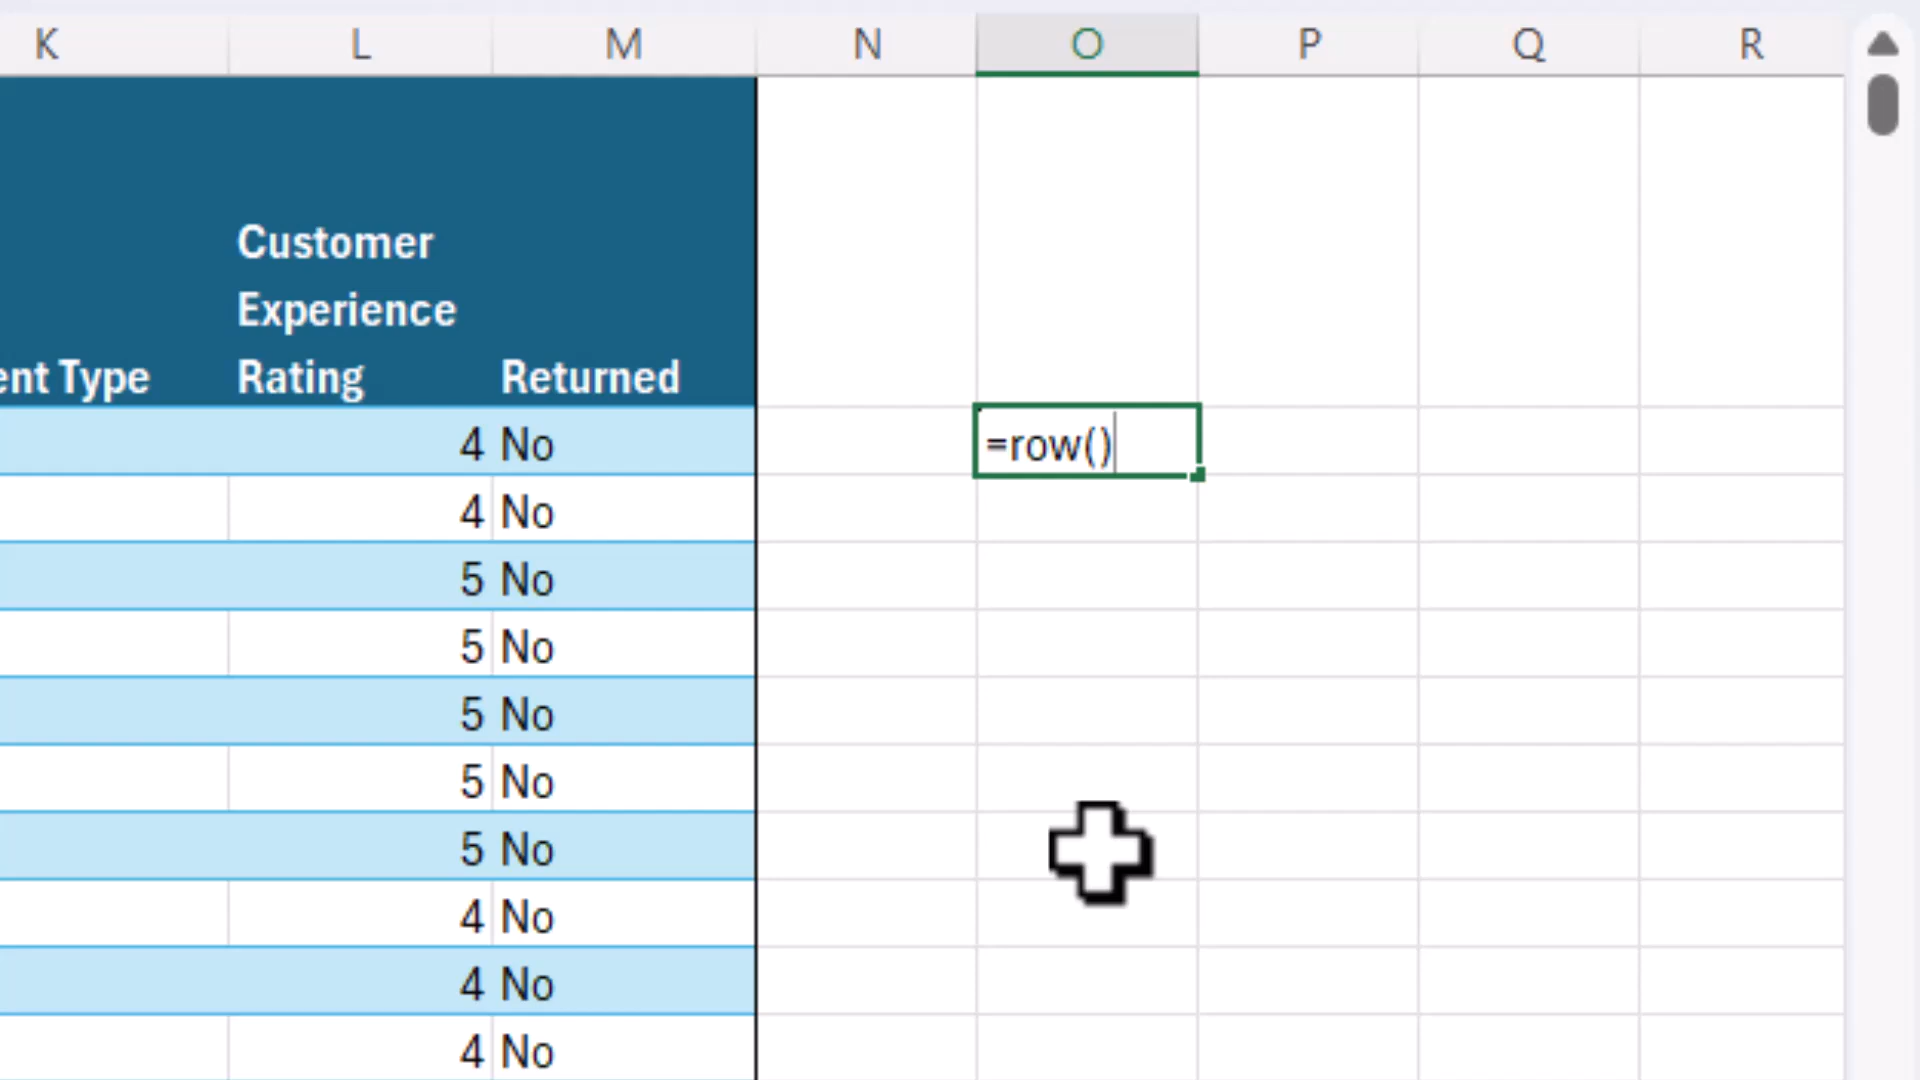 K L M N O P Q R
Customer
Experience
ent Type Rating Returned
4 No =row()
4 No
5 No
5 No
5 No
5 No
5 No
4 No
4 No
4 No